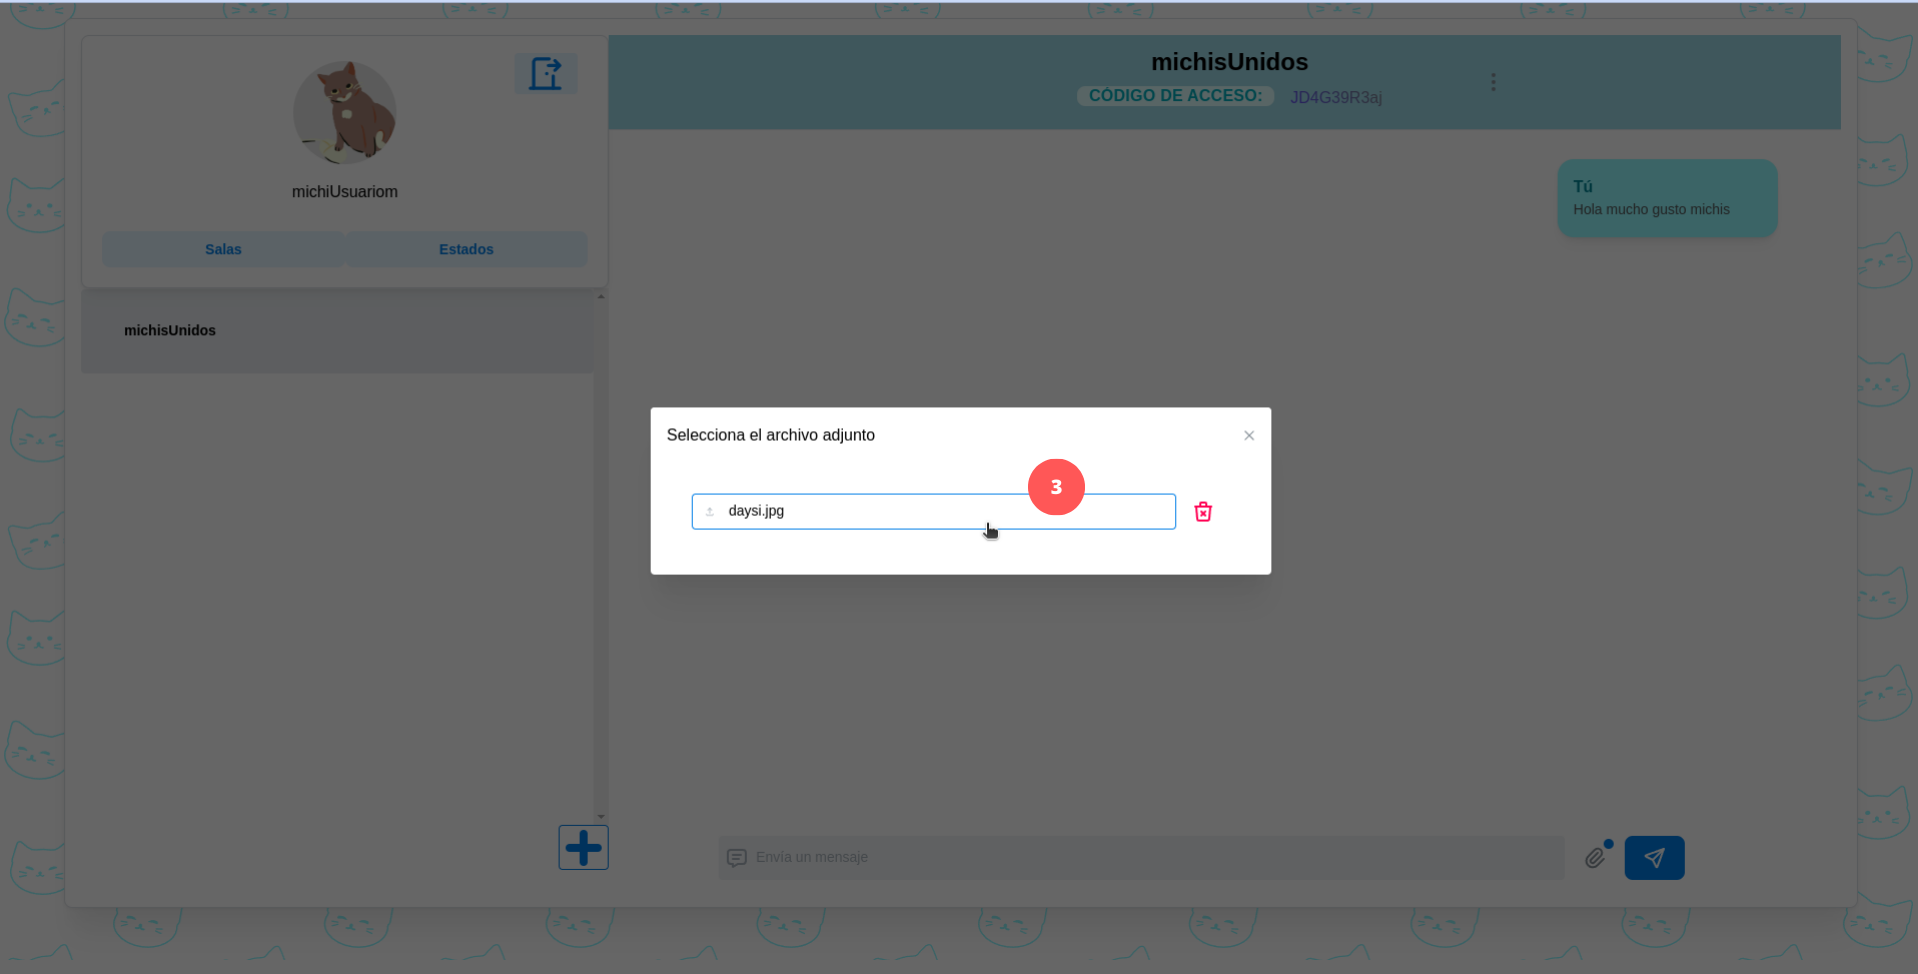 michiUsuariom
Salas
Estados
michisUnidos
michisUnidos
CÓDIGO DE ACCESO: JD4G39R3aj
Tú
Hola mucho gusto michis
Selecciona el archivo adjunto
3
daysi.jpg
Envía un mensaje